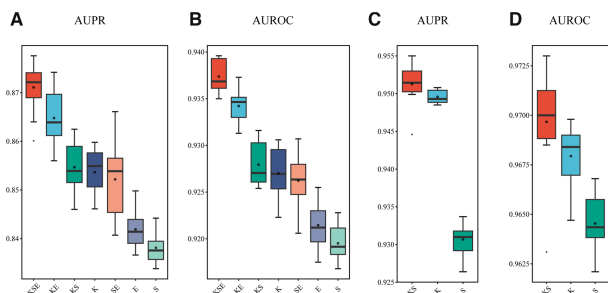 A AUPR
B AUROC
C AUPR
D AUROC
0.87
0.86
0.85
0.84
KSE KE KS K SE E S
0.940
0.935
0.930
0.925
0.920
KSE KE KS K SE E S
0.955
0.950
0.945
0.940
0.935
0.930
0.925
KS K S
0.9725
0.9700
0.9675
0.9650
0.9625
KS K S